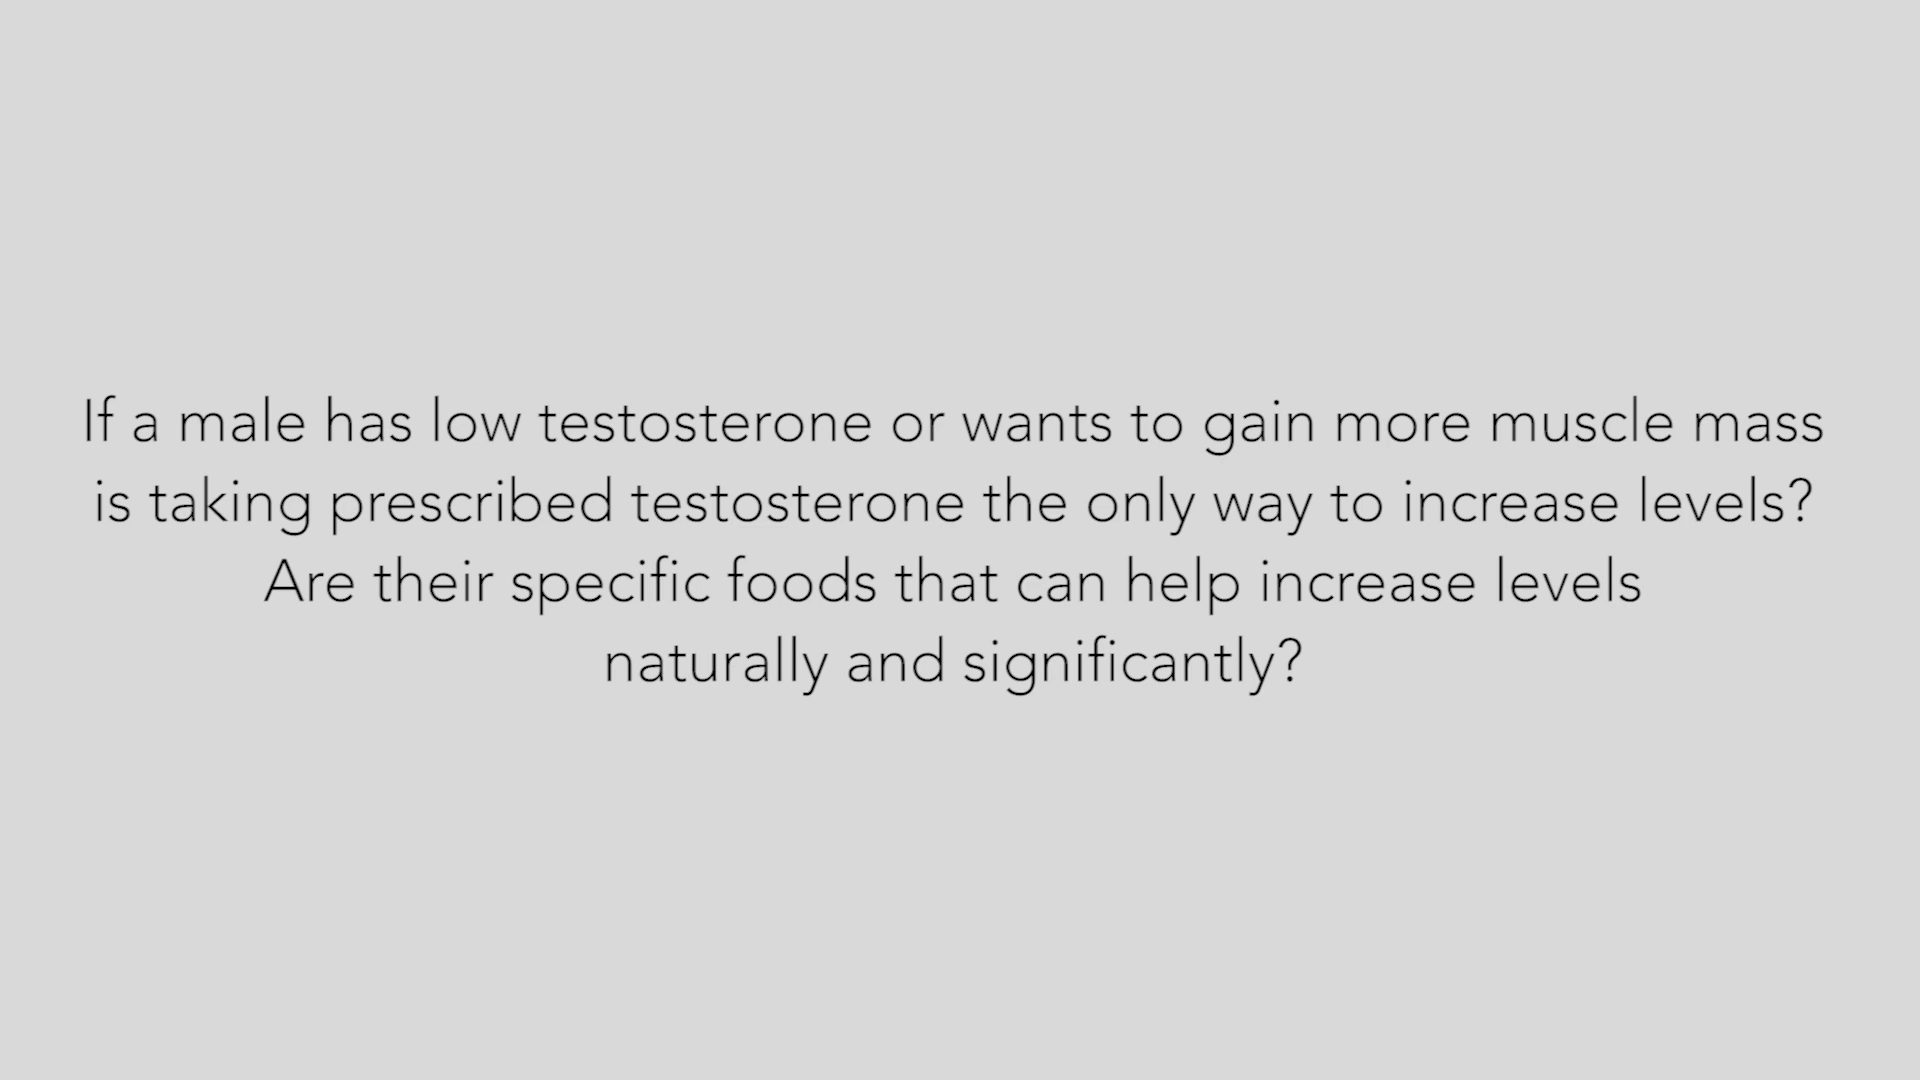 If a male has low testosterone or wants to gain more muscle mass
is taking prescribed testosterone the only way to increase levels?
Are their specific foods that can help increase levels
naturally and significantly?